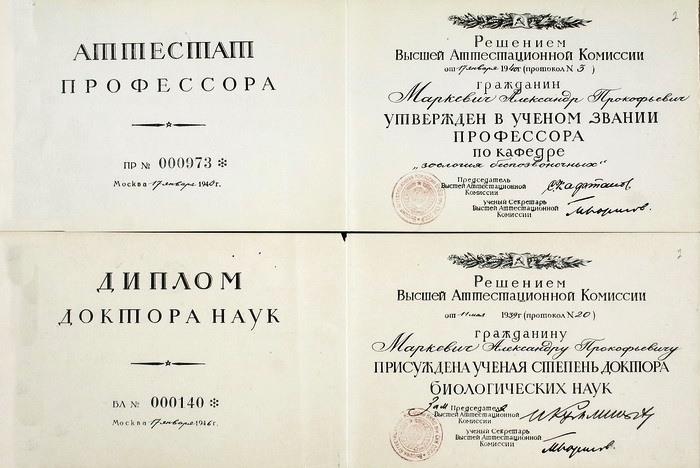 АТТЕСТАТ
ПРОФЕССОРА
ПР № 000973 *
Москва 17 января 1940 г.
2
Решением
Высшей Аттестационной Комиссии
от 17 января 1940 г (протокол N 3 )
гражданин
Маркевич Александр Прокофьевич
УТВЕРЖДЕН В УЧЕНОМ ЗВАНИИ
ПРОФЕССОРА
ПО КАФЕДРЕ
„зоология беспозвоночных“
Председатель
Высшей Аттестационной
Комиссии
ученый Секретарь
Высшей Аттестационной
Комиссии
ДИПЛОМ
ДОКТОРА НАУК
БЛ № 000140 *
Москва 17 января 1946 г.
2
Решением
Высшей Аттестационной Комиссии
от 11 мая 1939 г (протокол N 20 )
гражданину
Маркевич Александру Прокофьевичу
ПРИСУЖДЕНА УЧЕНАЯ СТЕПЕНЬ ДОКТОРА
БИОЛОГИЧЕСКИХ НАУК
Зам Председателя
Высшей Аттестационной
Комиссии
ученый Секретарь
Высшей Аттестационной
Комиссии